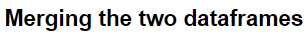 Merging the two dataframes